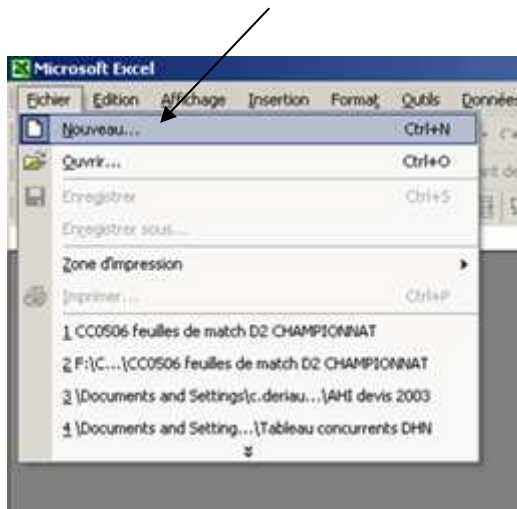 Microsoft Excel
Fichier Edition Affichage Insertion Format Outils Données
Nouveau... Ctrl+N
Ouvrir... Ctrl+O
Enregistrer Ctrl+S
Enregistrer sous...
Zone d'impression
Imprimer... Ctrl+P
1 CC0506 feuilles de match D2 CHAMPIONNAT
2 F:\C...\CC0506 feuilles de match D2 CHAMPIONNAT
3 \Documents and Settings\c.deriau...\AHI devis 2003
4 \Documents and Setting...\Tableau concurrents DHN